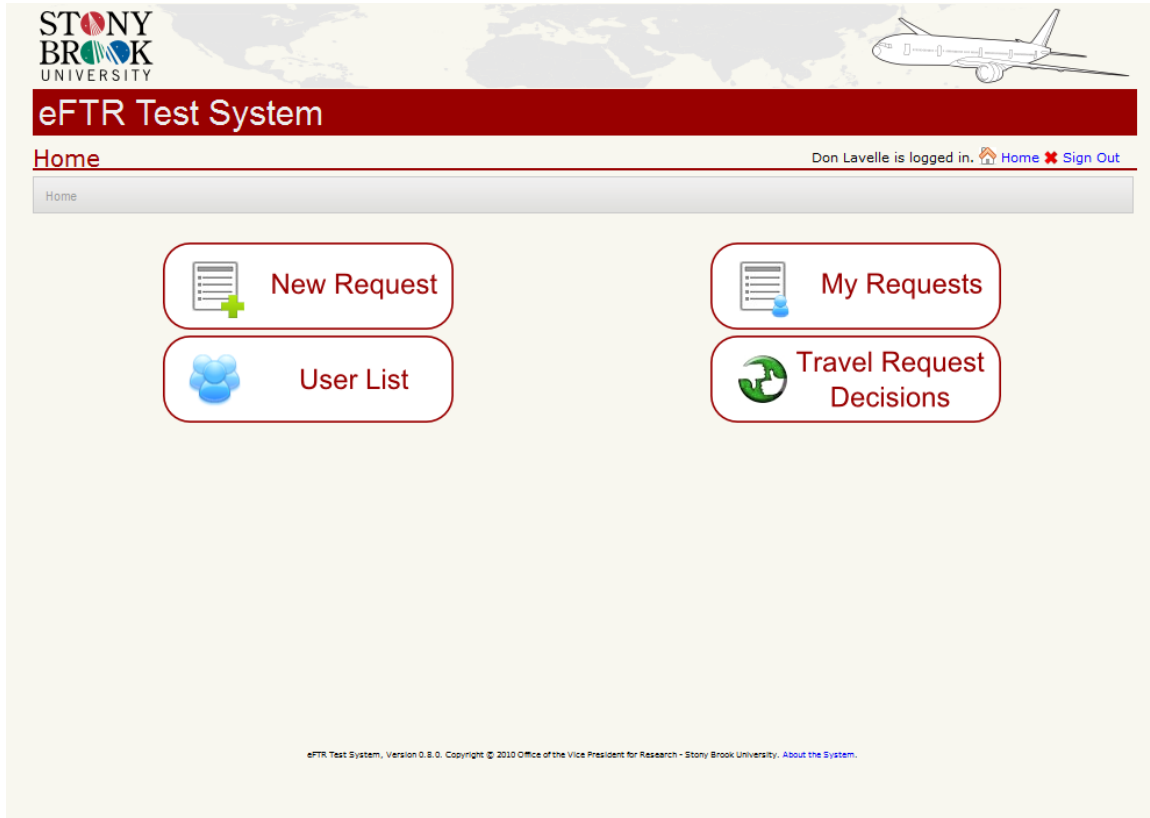 STONY
BROOK
UNIVERSITY
eFTR Test System
Home
Don Lavelle is logged in. Home Sign Out
Home
New Request
My Requests
User List
Travel Request
Decisions
eFTR Test System, Version 0.8.0. Copyright © 2010 Office of the Vice President for Research - Stony Brook University. About the System.